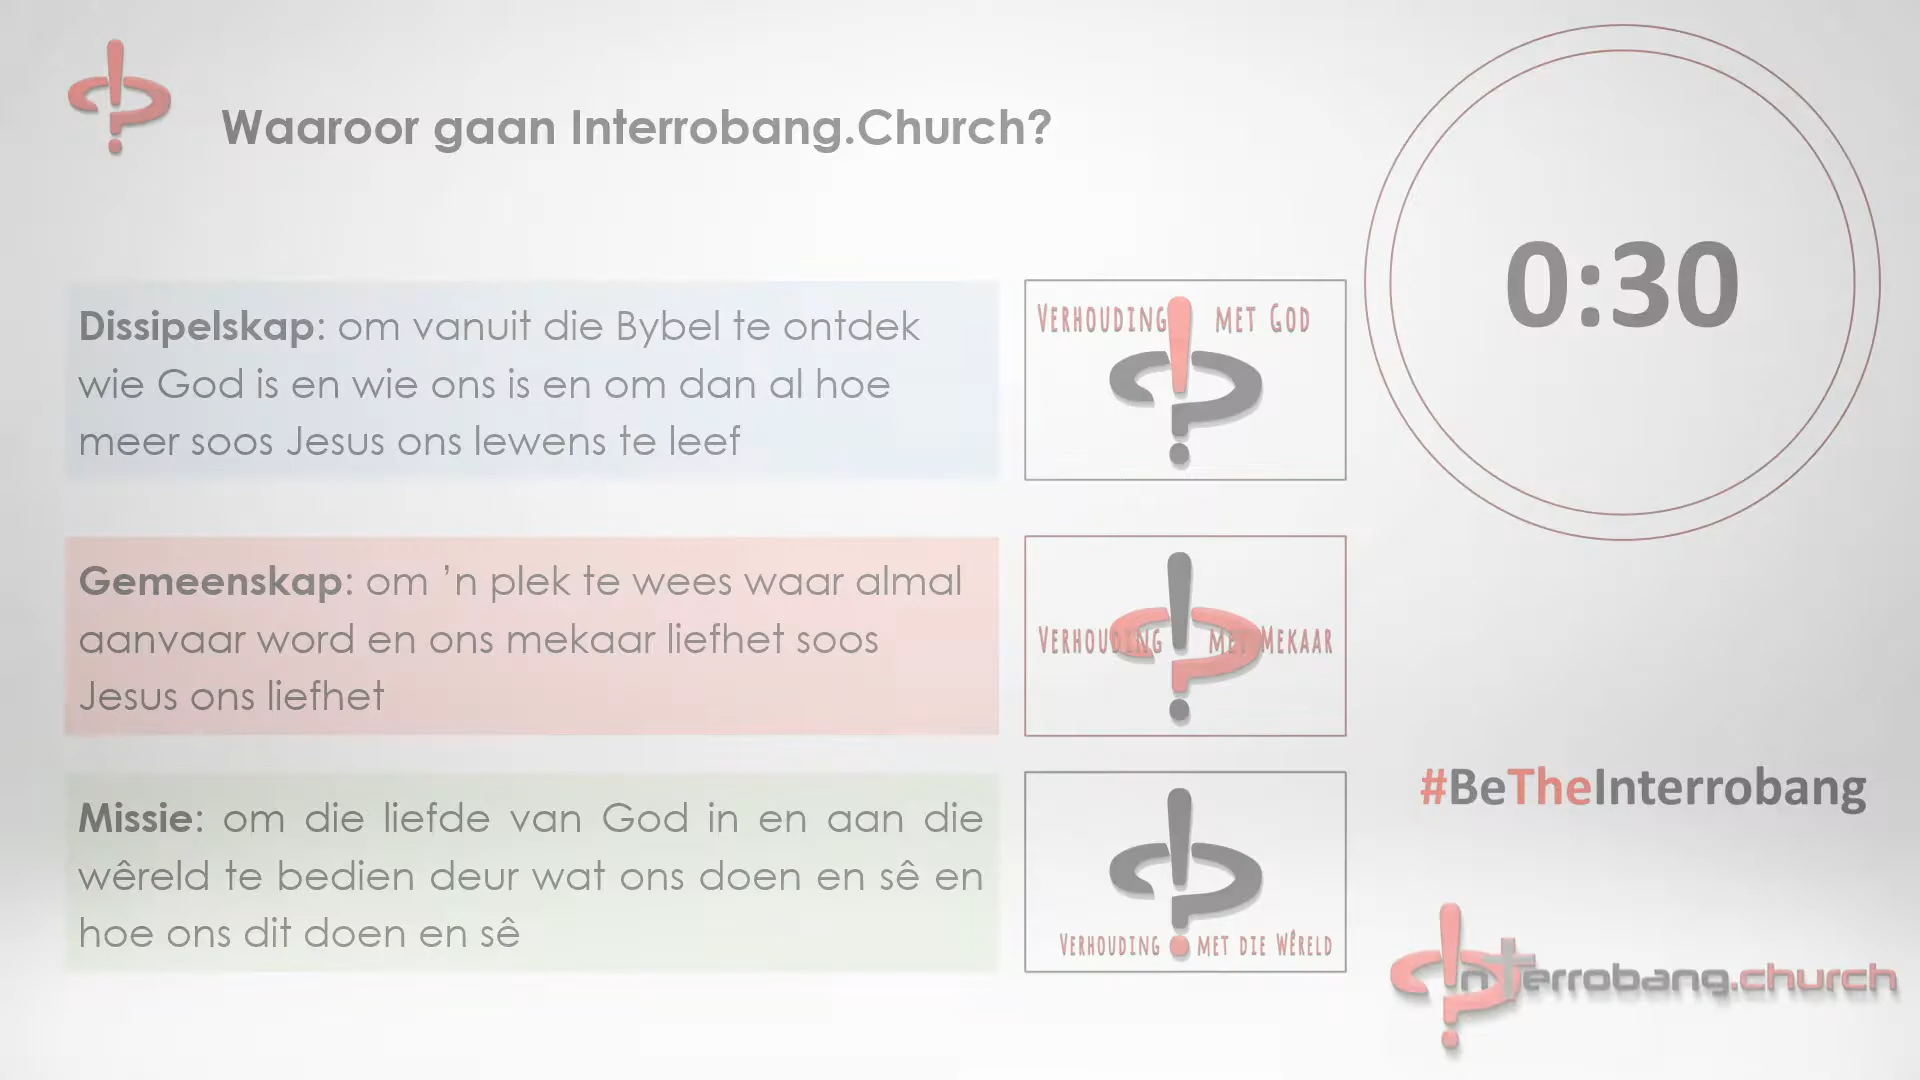 Waaroor gaan Interrobang.Church?
0:30
Dissipelskap: om vanuit die Bybel te ontdek
wie God is en wie ons is en om dan al hoe
meer soos Jesus ons lewens te leef
Verhouding met God
Gemeenskap: om ’n plek te wees waar almal
aanvaar word en ons mekaar liefhet soos
Jesus ons liefhet
Verhouding met Mekaar
Missie: om die liefde van God in en aan die
wêreld te bedien deur wat ons doen en sê en
hoe ons dit doen en sê
Verhouding met die Wêreld
#BeTheInterrobang
interrobang.church